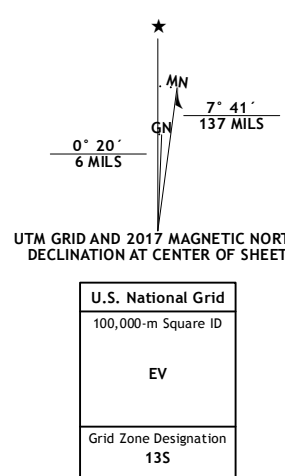 ★
MN
7° 41´
137 MILS
GN
0° 20´
6 MILS
UTM GRID AND 2017 MAGNETIC NORT
DECLINATION AT CENTER OF SHEET
U.S. National Grid
100,000-m Square ID
EV
Grid Zone Designation
13S